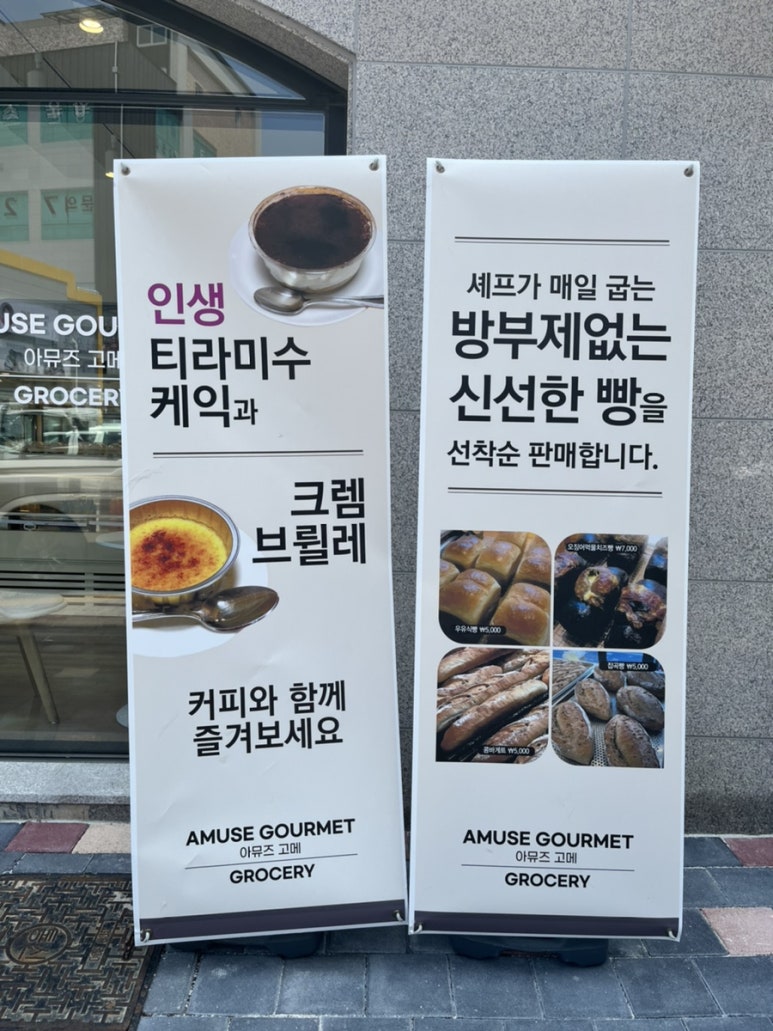 인생
티라미수
케익과
크렘
브륄레
커피와 함께
즐겨보세요
AMUSE GOURMET
아뮤즈 고메
GROCERY
셰프가 매일 굽는
방부제없는
신선한 빵을
선착순 판매합니다.
우유식빵 ₩5,000
오징어먹물치즈빵 ₩7,000
콩바게트 ₩5,000
잡곡빵 ₩5,000
AMUSE GOURMET
아뮤즈 고메
GROCERY
USE GOU
아뮤즈 고메
GROCERY